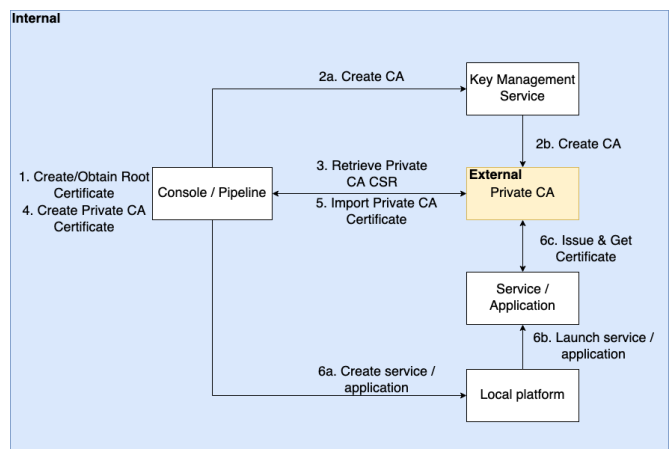 Internal
2a. Create CA
Key Management
Service
2b. Create CA
1. Create/Obtain Root
Certificate
4. Create Private CA
Certificate
Console / Pipeline
3. Retrieve Private
CA CSR
5. Import Private CA
Certificate
External
Private CA
6c. Issue & Get
Certificate
Service /
Application
6b. Launch service /
application
6a. Create service /
application
Local platform